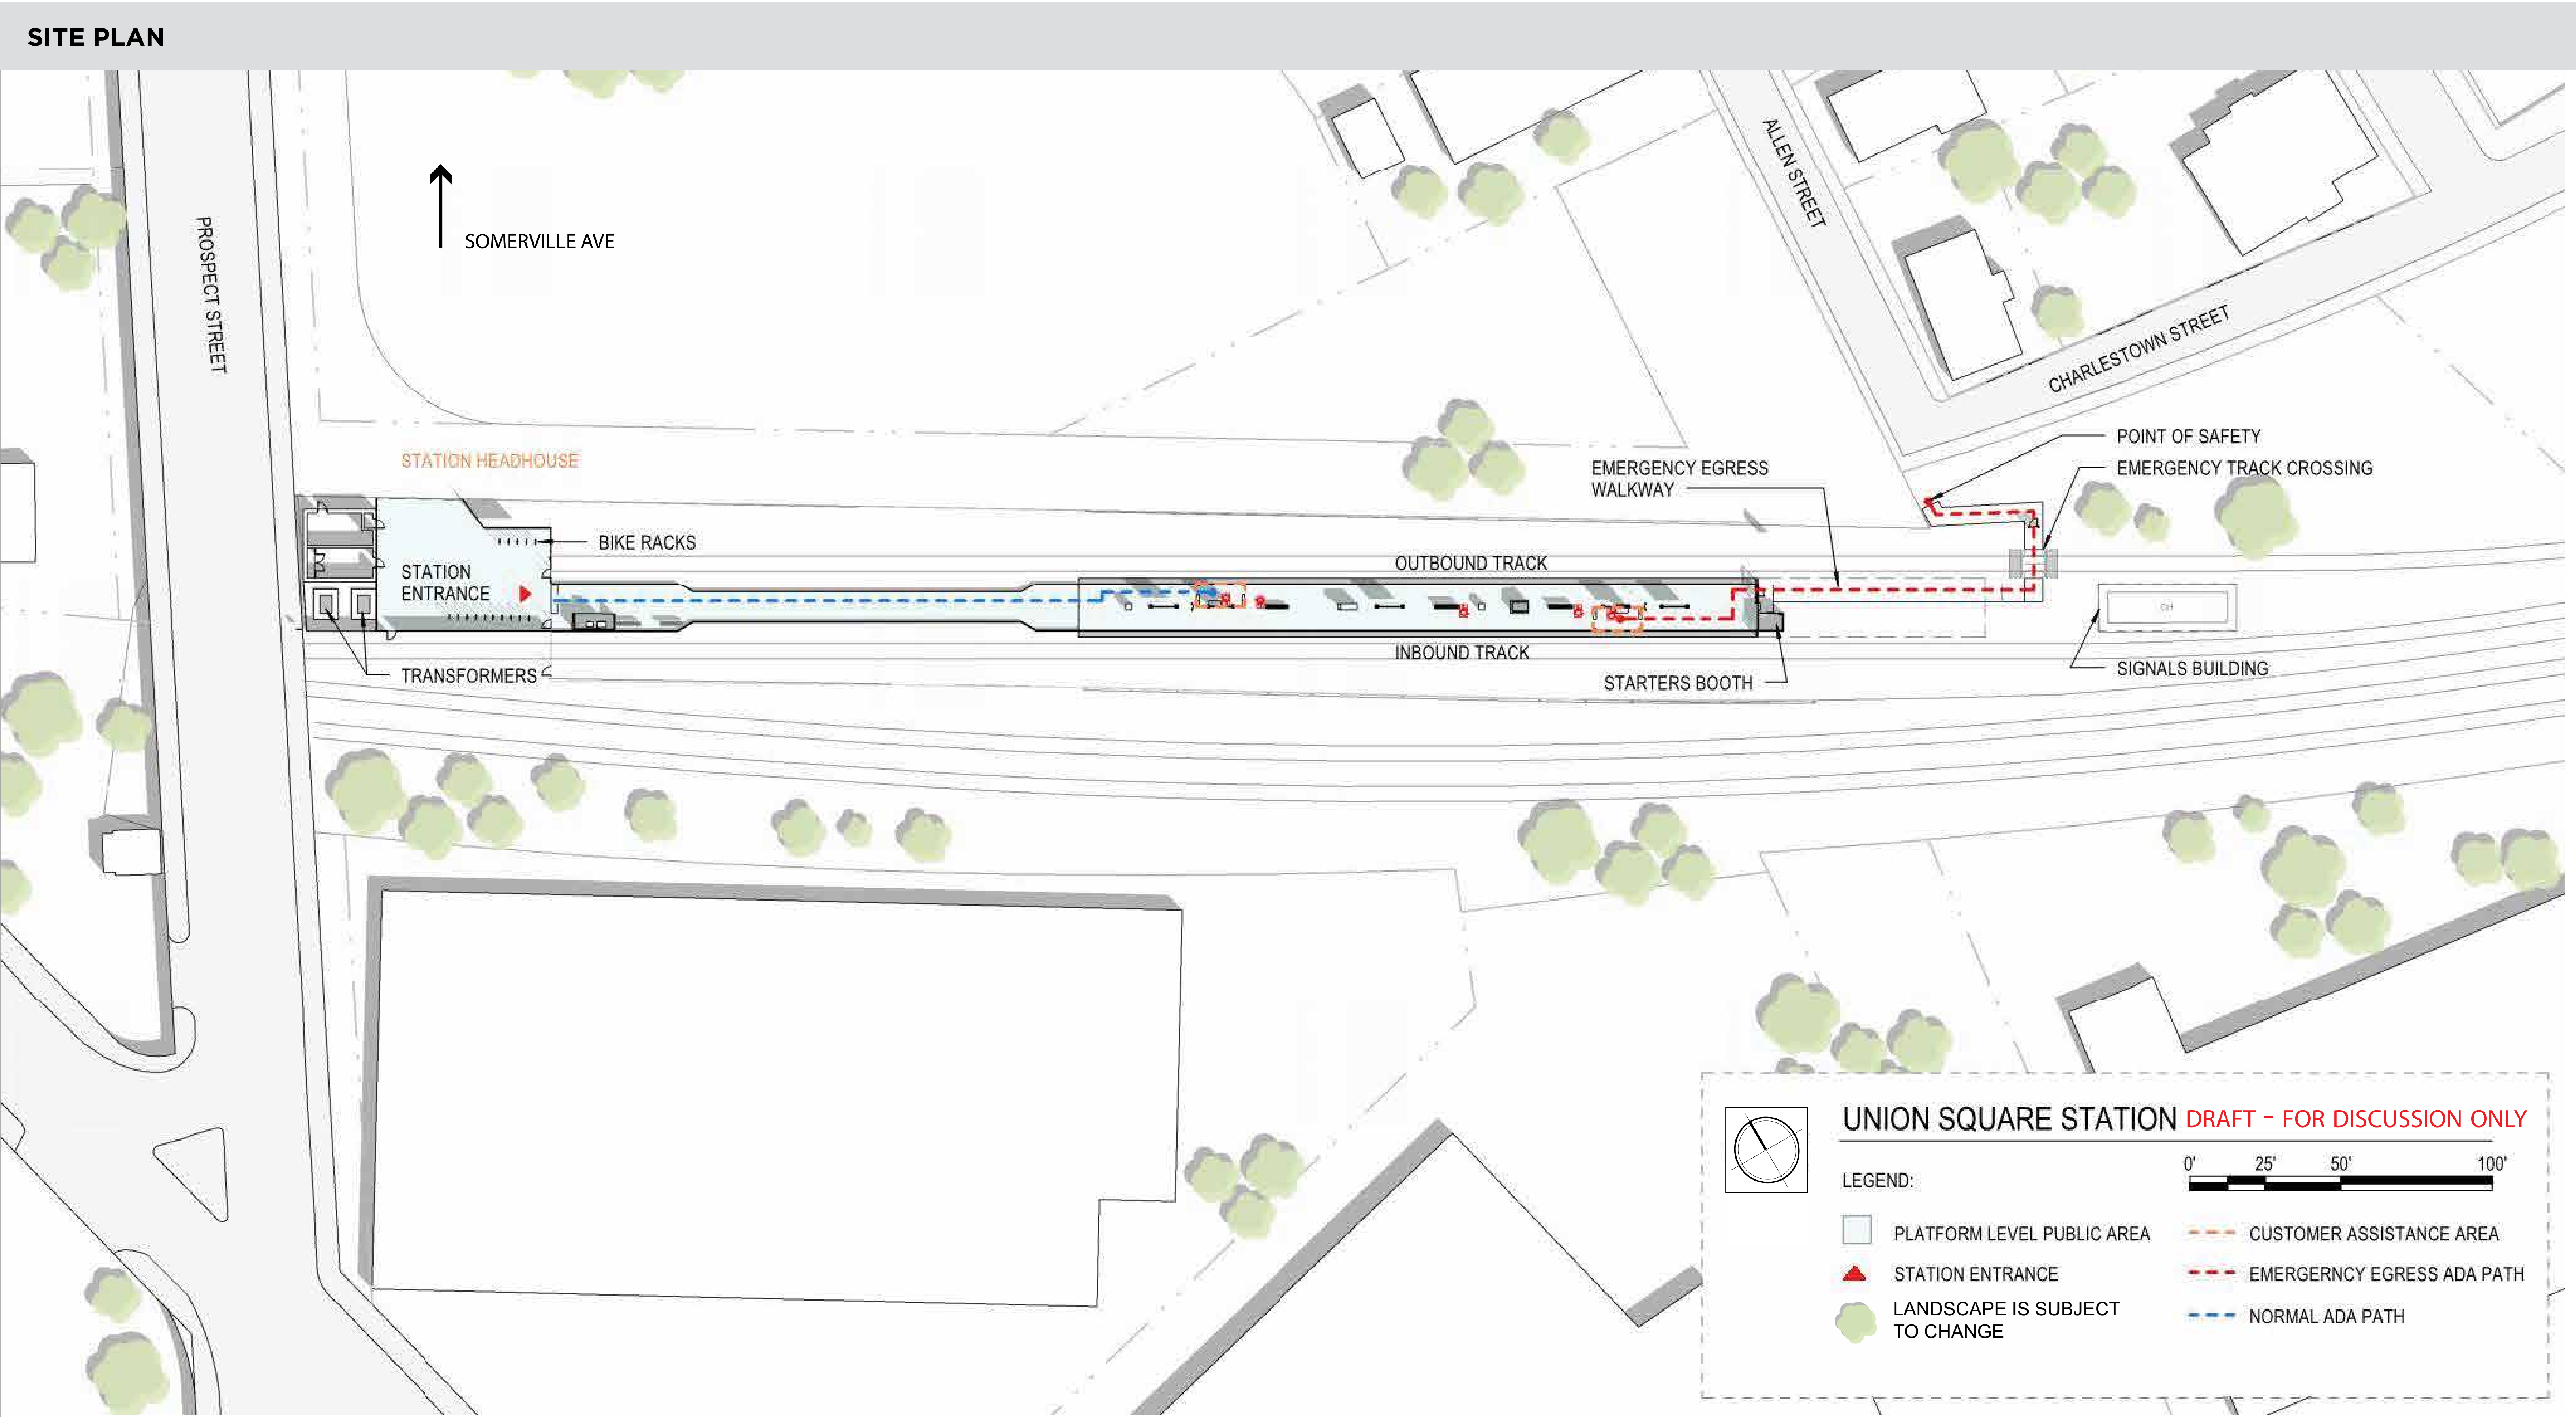 SITE PLAN
SOMERVILLE AVE
PROSPECT STREET
ALLEN STREET
CHARLESTOWN STREET
POINT OF SAFETY
EMERGENCY TRACK CROSSING
STATION HEADHOUSE
EMERGENCY EGRESS
WALKWAY
BIKE RACKS
OUTBOUND TRACK
STATION
ENTRANCE
INBOUND TRACK
TRANSFORMERS
STARTERS BOOTH
SIGNALS BUILDING
UNION SQUARE STATION DRAFT - FOR DISCUSSION ONLY
0' 25' 50' 100'
LEGEND:
PLATFORM LEVEL PUBLIC AREA
STATION ENTRANCE
LANDSCAPE IS SUBJECT
TO CHANGE
CUSTOMER ASSISTANCE AREA
EMERGERNCY EGRESS ADA PATH
NORMAL ADA PATH